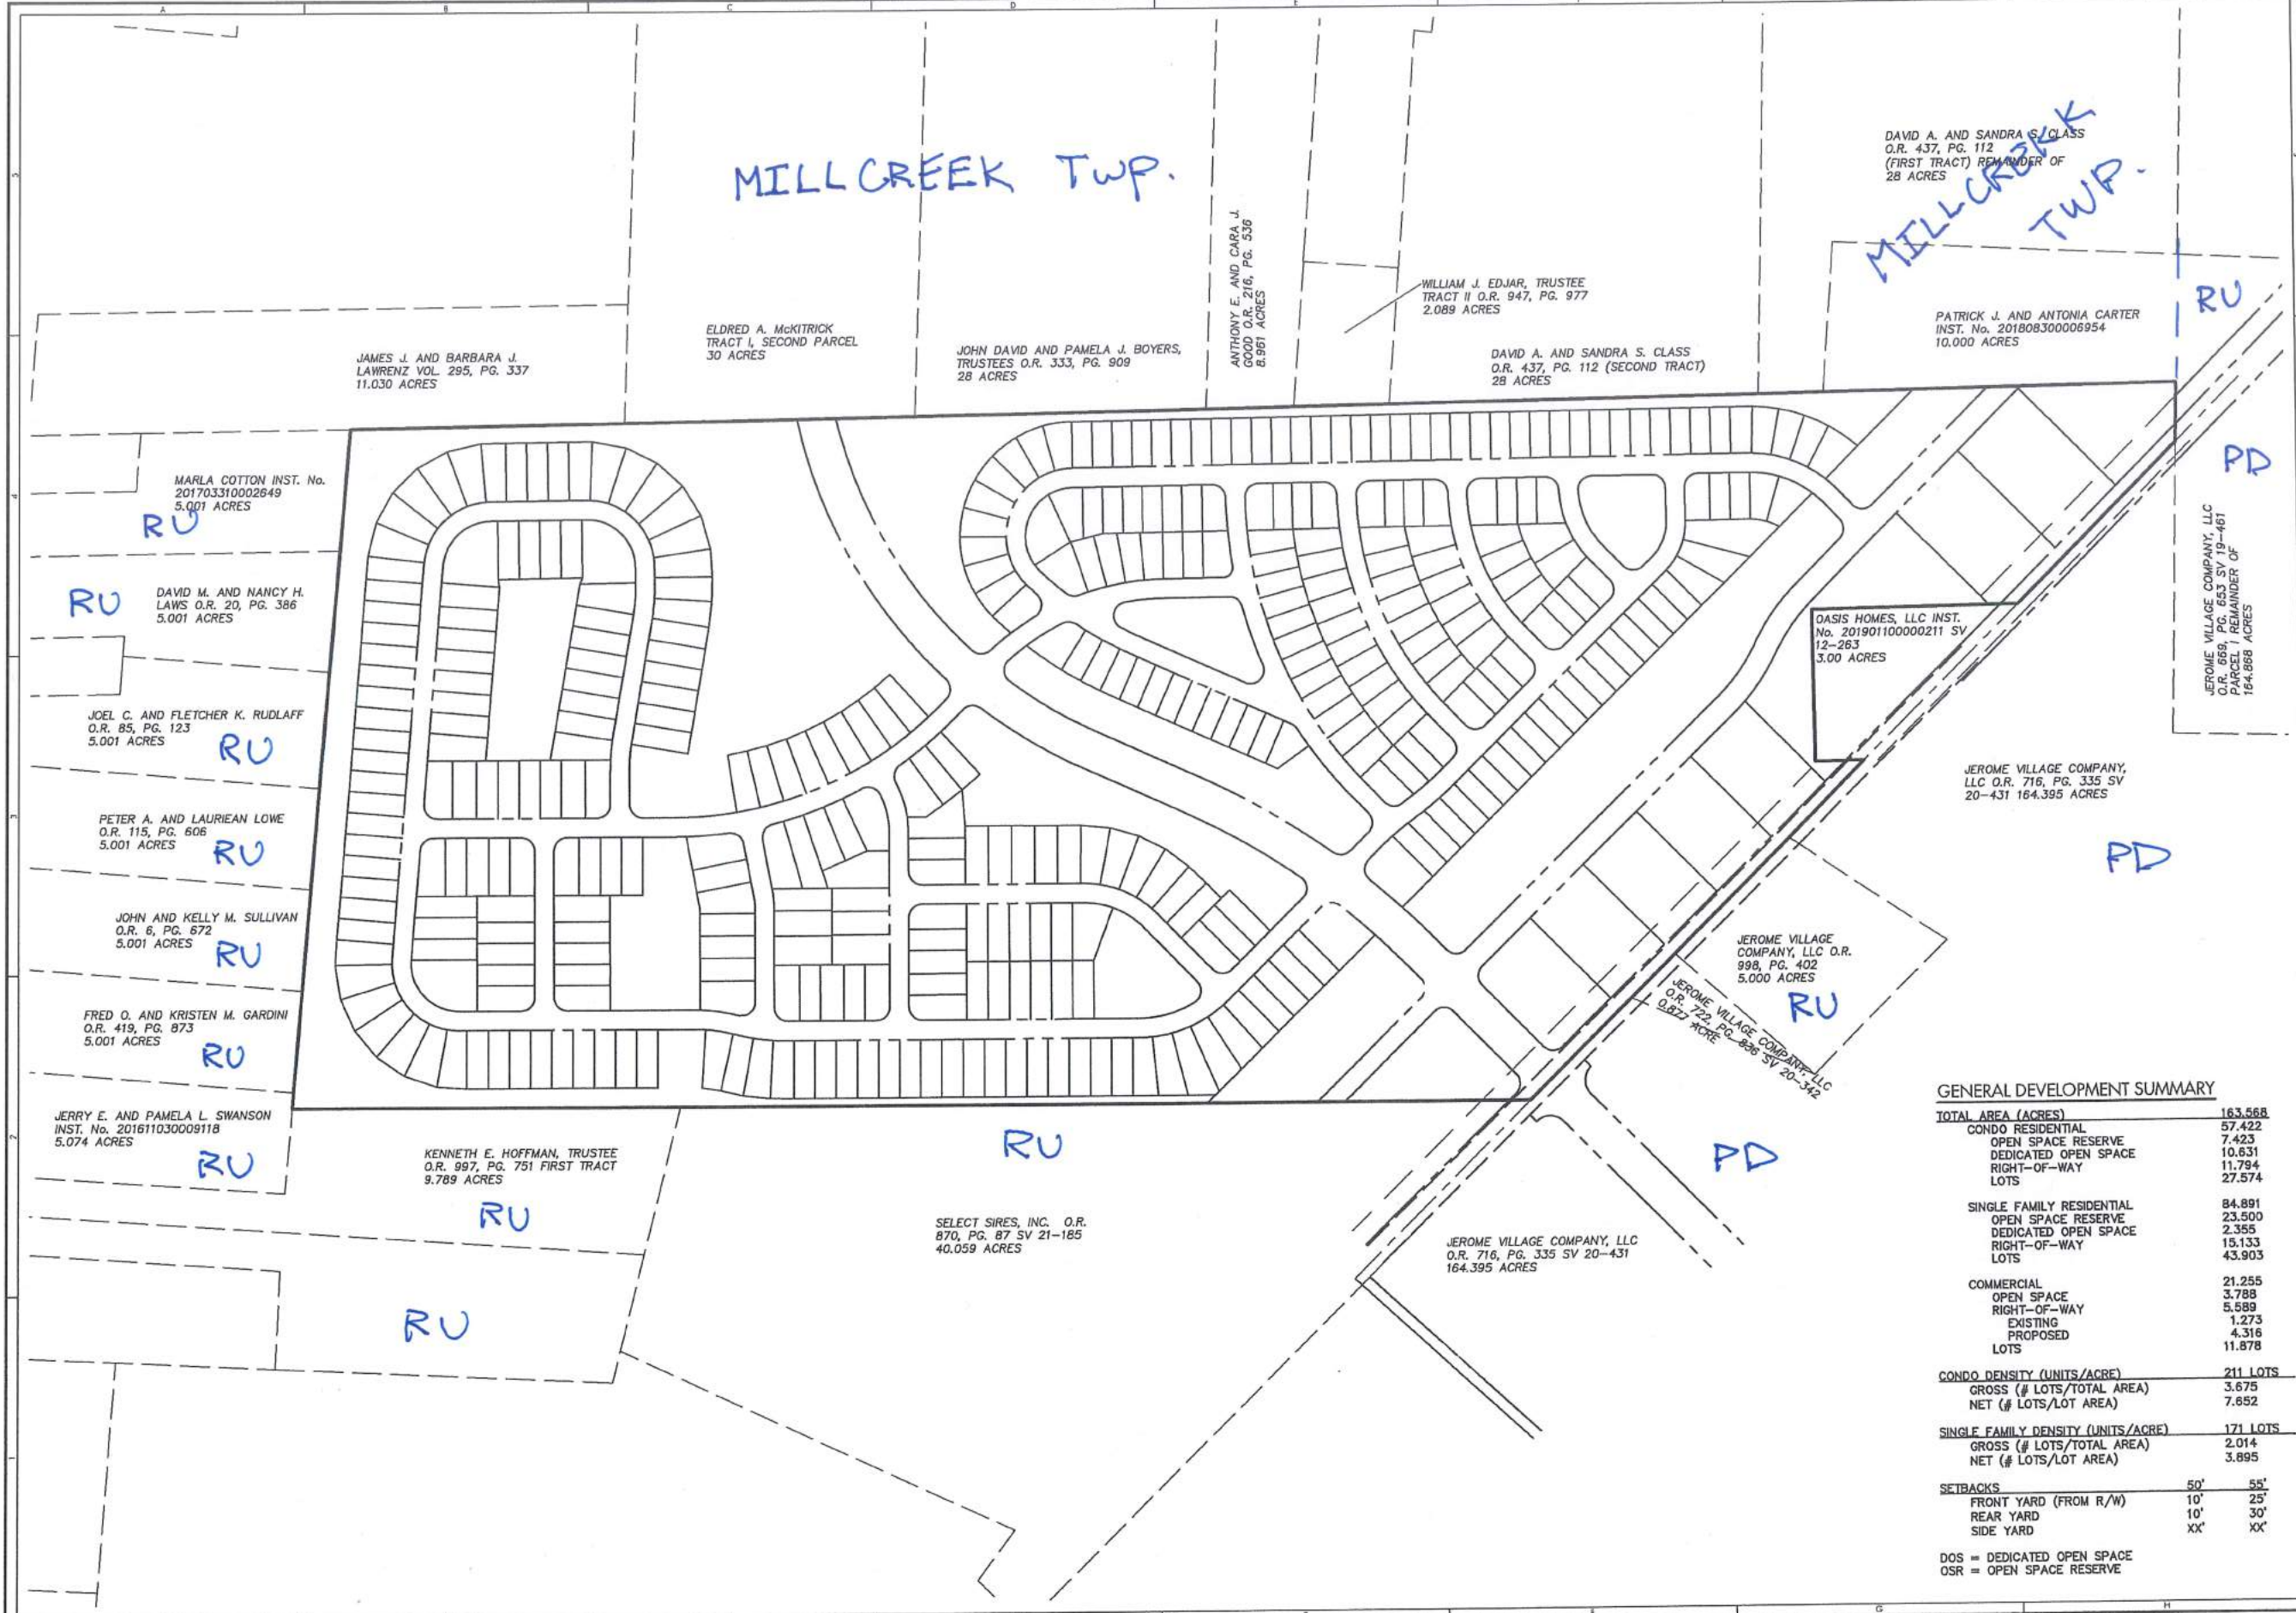 A B C D E
5
4
3
2
1
G H
MILLCREEK TWP.
DAVID A. AND SANDRA S. CLASS
O.R. 437, PG. 112
(FIRST TRACT) REMAINDER OF
28 ACRES
MILLCREEK
TWP.
RU
ANTHONY E. AND CARA J.
GOOD O.R. 216, PG. 536
8.961 ACRES
WILLIAM J. EDJAR, TRUSTEE
TRACT II O.R. 947, PG. 977
2.089 ACRES
PATRICK J. AND ANTONIA CARTER
INST. No. 201808300006954
10.000 ACRES
JAMES J. AND BARBARA J.
LAWRENZ VOL. 295, PG. 337
11.030 ACRES
ELDRED A. McKITRICK
TRACT I, SECOND PARCEL
30 ACRES
JOHN DAVID AND PAMELA J. BOYERS,
TRUSTEES O.R. 333, PG. 909
28 ACRES
DAVID A. AND SANDRA S. CLASS
O.R. 437, PG. 112 (SECOND TRACT)
28 ACRES
MARLA COTTON INST. No.
201703310002649
5.001 ACRES
RU
PD
RU
DAVID M. AND NANCY H.
LAWS O.R. 20, PG. 386
5.001 ACRES
JEROME VILLAGE COMPANY, LLC
O.R. 669, PG. 653 SV 19-461
PARCEL I REMAINDER OF
164.868 ACRES
OASIS HOMES, LLC INST.
No. 201901100000211 SV
12-263
3.00 ACRES
JOEL C. AND FLETCHER K. RUDLAFF
O.R. 85, PG. 123
5.001 ACRES
RU
JEROME VILLAGE COMPANY,
LLC O.R. 716, PG. 335 SV
20-431 164.395 ACRES
PD
PETER A. AND LAURIEAN LOWE
O.R. 115, PG. 606
5.001 ACRES
RU
JOHN AND KELLY M. SULLIVAN
O.R. 6, PG. 672
5.001 ACRES
RU
JEROME VILLAGE
COMPANY, LLC O.R.
998, PG. 402
5.000 ACRES
RU
JEROME VILLAGE COMPANY, LLC
O.R. 722, PG. 836 SV 20-342
0.877 ACRE
FRED O. AND KRISTEN M. GARDINI
O.R. 419, PG. 873
5.001 ACRES
RU
JERRY E. AND PAMELA L. SWANSON
INST. No. 201611030009118
5.074 ACRES
RU
KENNETH E. HOFFMAN, TRUSTEE
O.R. 997, PG. 751 FIRST TRACT
9.789 ACRES
RU
RU
PD
SELECT SIRES, INC. O.R.
870, PG. 87 SV 21-185
40.059 ACRES
JEROME VILLAGE COMPANY, LLC
O.R. 716, PG. 335 SV 20-431
164.395 ACRES
RU
GENERAL DEVELOPMENT SUMMARY
TOTAL AREA (ACRES) 163.568
CONDO RESIDENTIAL 57.422
OPEN SPACE RESERVE 7.423
DEDICATED OPEN SPACE 10.631
RIGHT-OF-WAY 11.794
LOTS 27.574
SINGLE FAMILY RESIDENTIAL 84.891
OPEN SPACE RESERVE 23.500
DEDICATED OPEN SPACE 2.355
RIGHT-OF-WAY 15.133
LOTS 43.903
COMMERCIAL 21.255
OPEN SPACE 3.788
RIGHT-OF-WAY 5.589
EXISTING 1.273
PROPOSED 4.316
LOTS 11.878
CONDO DENSITY (UNITS/ACRE) 211 LOTS
GROSS (# LOTS/TOTAL AREA) 3.675
NET (# LOTS/LOT AREA) 7.652
SINGLE FAMILY DENSITY (UNITS/ACRE) 171 LOTS
GROSS (# LOTS/TOTAL AREA) 2.014
NET (# LOTS/LOT AREA) 3.895
SETBACKS 50' 55'
FRONT YARD (FROM R/W) 10' 25'
REAR YARD 10' 30'
SIDE YARD XX' XX'
DOS = DEDICATED OPEN SPACE
OSR = OPEN SPACE RESERVE